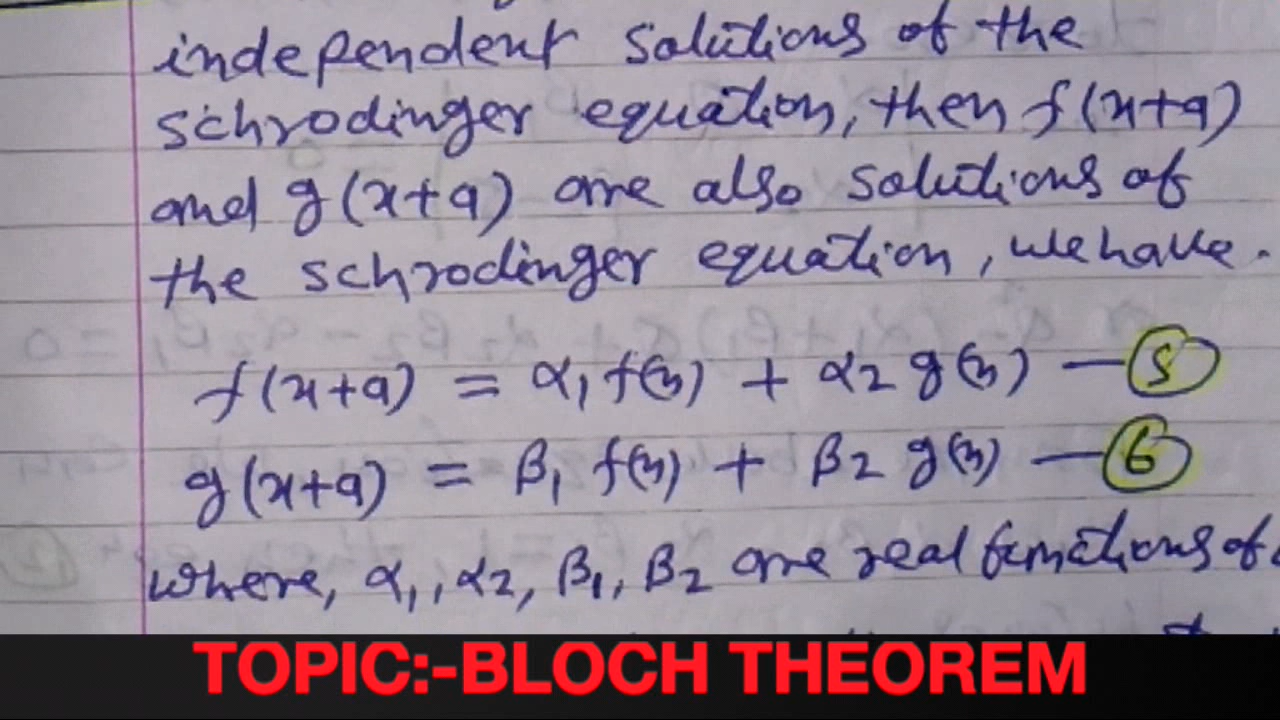 independent solutions of the
schrodinger equation, then f(x+a)
and g(x+a) are also solutions of
the schrodinger equation, we have.
f(x+a) = α₁ f(x) + α₂ g(x) — ⑤
g(x+a) = β₁ f(x) + β₂ g(x) — ⑥
where, α₁, α₂, β₁, β₂ are real functions of
TOPIC:-BLOCH THEOREM